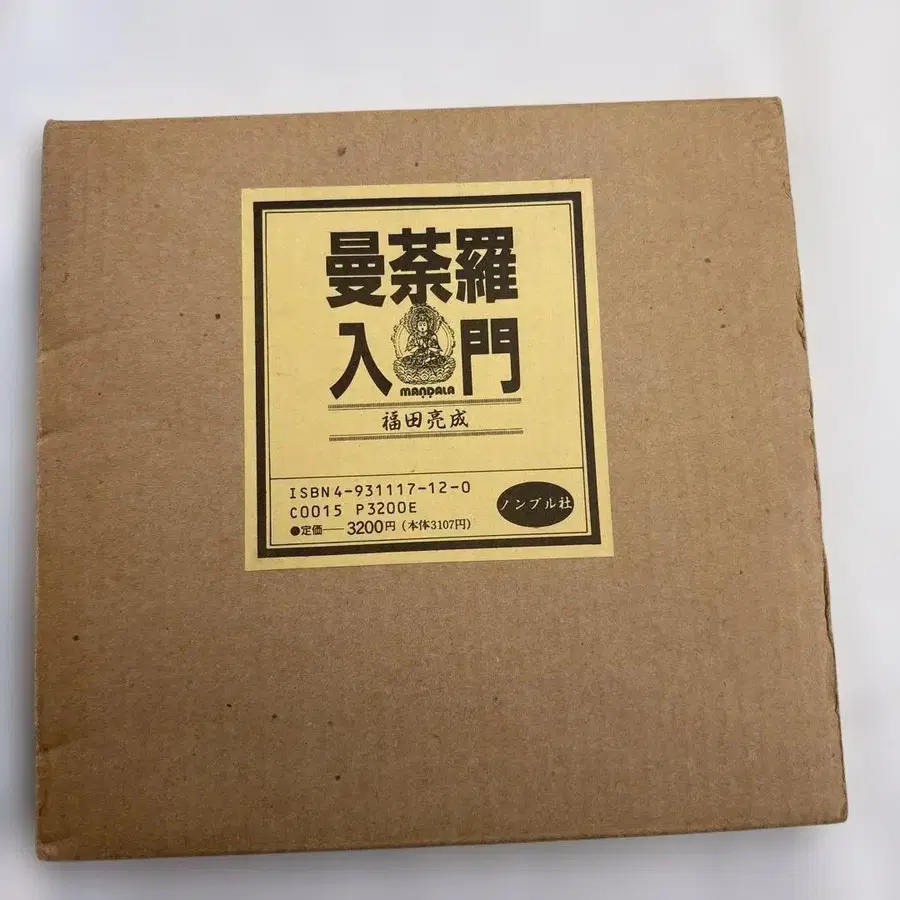 曼荼羅
入門
MAṆḌALA
福田亮成
ISBN4-931117-12-0
C0015 P3200E
●定価──3200円(本体3107円)
ノンブル社